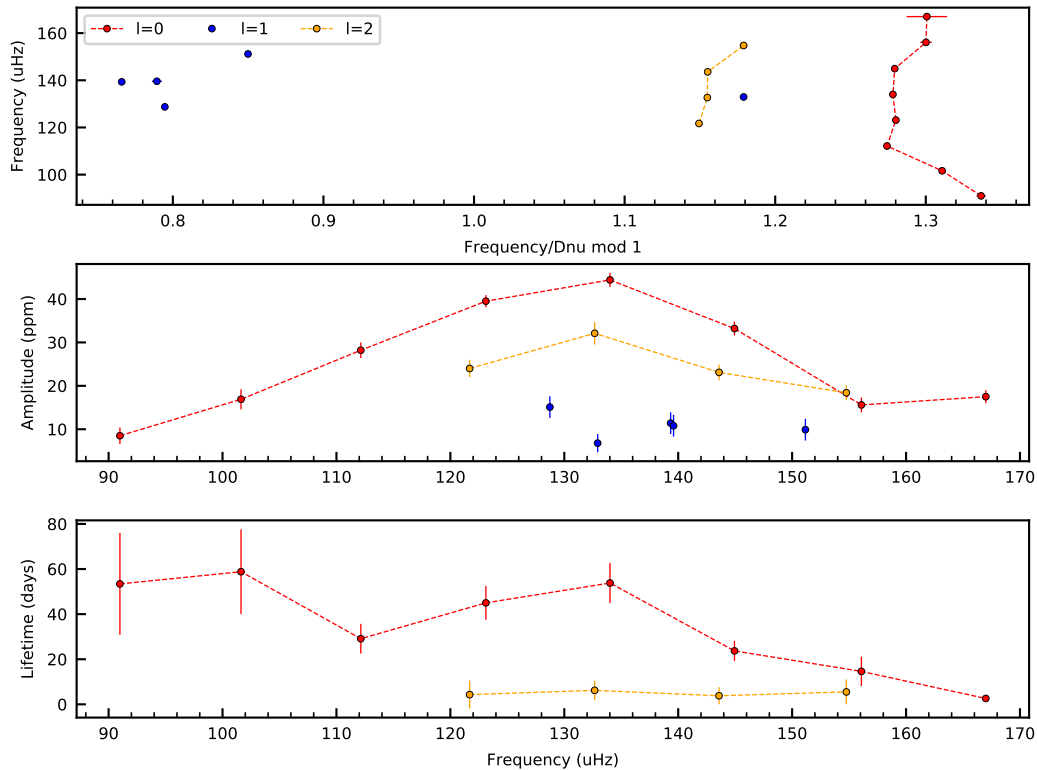 l=0 l=1 l=2
Frequency (uHz)
160
140
120
100
0.8 0.9 1.0 1.1 1.2 1.3
Frequency/Dnu mod 1
Amplitude (ppm)
40
30
20
10
90 100 110 120 130 140 150 160 170
Lifetime (days)
80
60
40
20
0
90 100 110 120 130 140 150 160 170
Frequency (uHz)